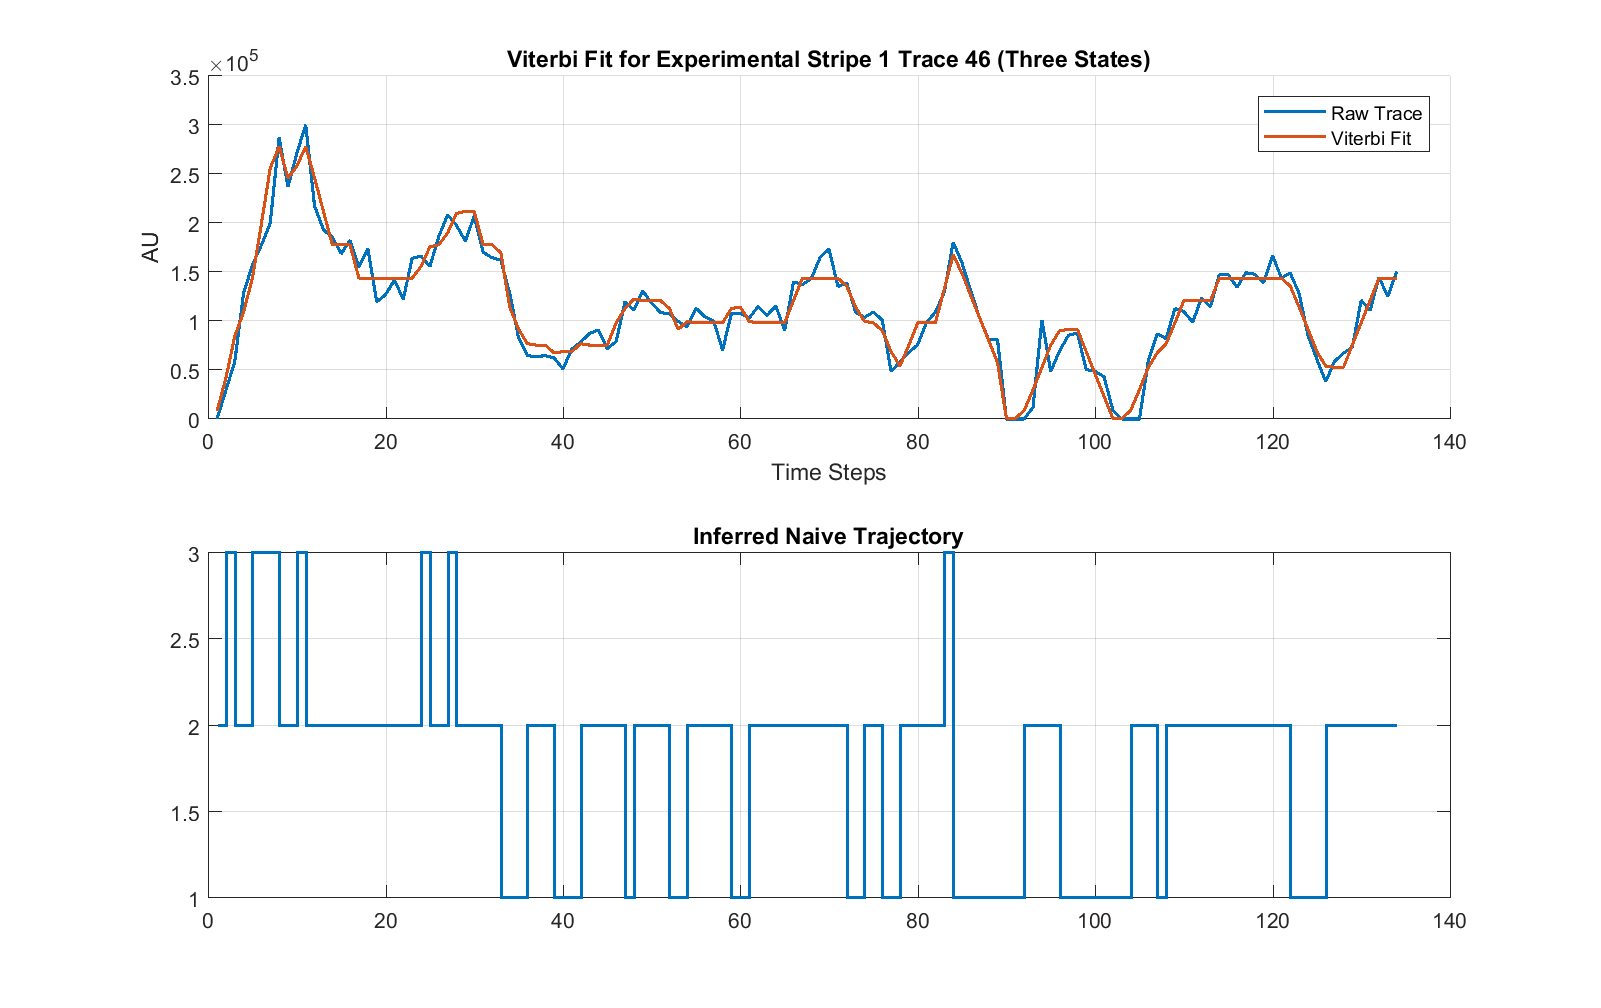 Viterbi Fit for Experimental Stripe 1 Trace 46 (Three States)
×10^5
3.5
3
2.5
2
1.5
1
0.5
0
AU
Raw Trace
Viterbi Fit
0 20 40 60 80 100 120 140
Time Steps
Inferred Naive Trajectory
3
2.5
2
1.5
1
0 20 40 60 80 100 120 140